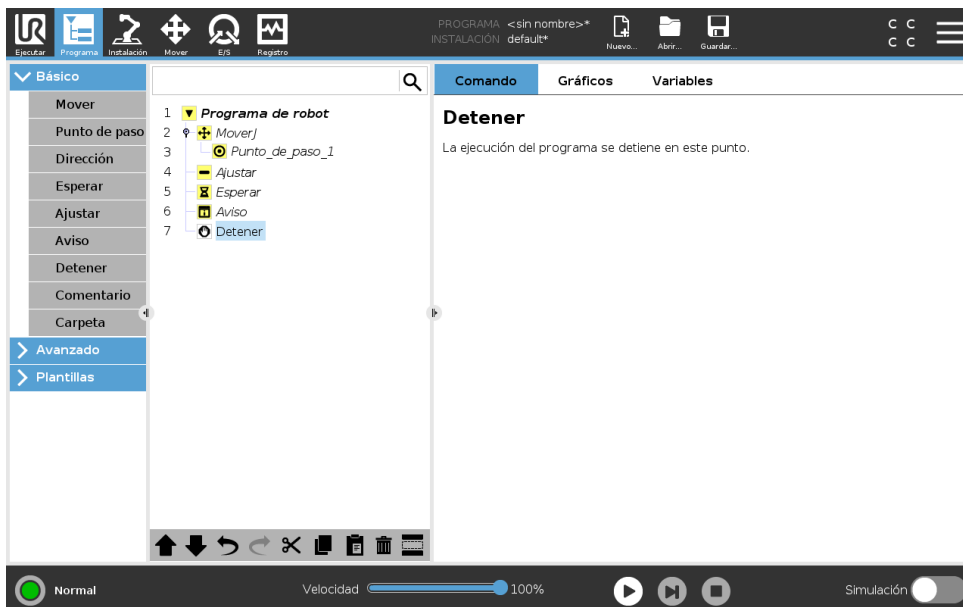 UR
Ejecutar
Programa
Instalación
Mover
E/S
Registro
PROGRAMA <sin nombre>*
INSTALACIÓN default*
Nuevo...
Abrir...
Guardar...
C C
C C
Básico
Mover
Punto de paso
Dirección
Esperar
Ajustar
Aviso
Detener
Comentario
Carpeta
Avanzado
Plantillas
1 Programa de robot
2 MoverJ
3 Punto_de_paso_1
4 Ajustar
5 Esperar
6 Aviso
7 Detener
Comando Gráficos Variables
Detener
La ejecución del programa se detiene en este punto.
Normal
Velocidad 100%
Simulación